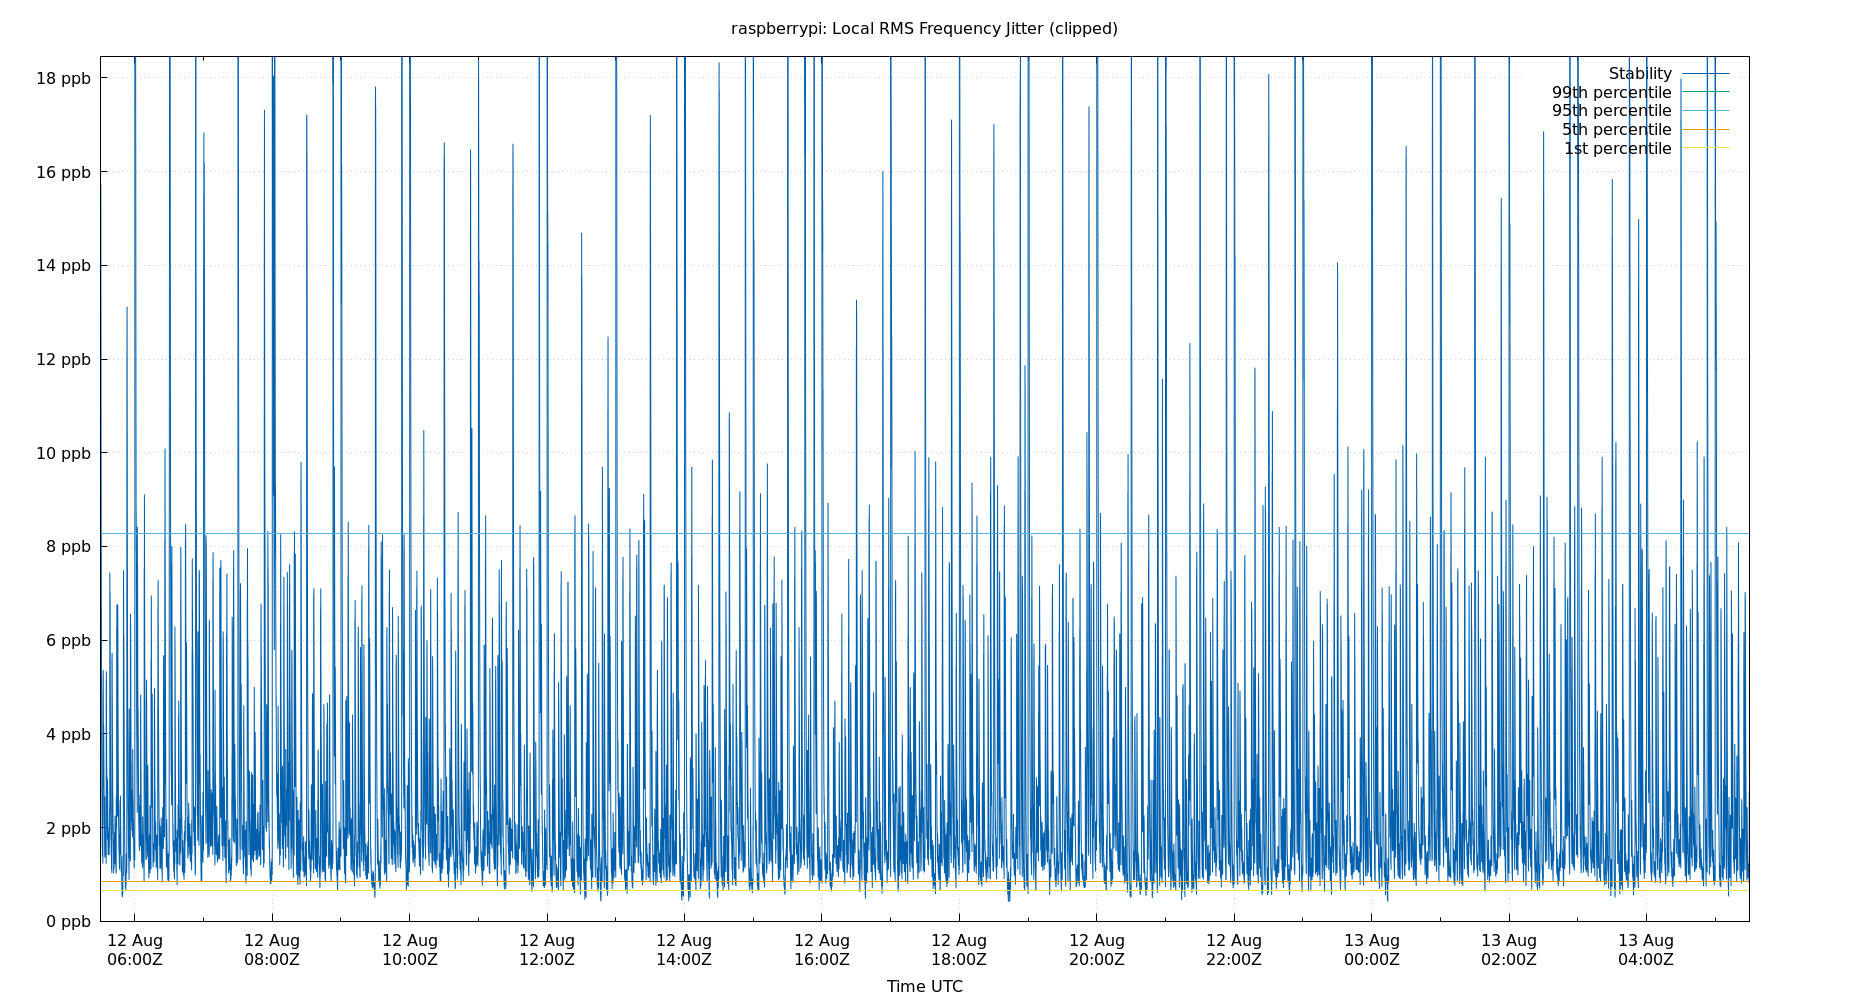 raspberrypi: Local RMS Frequency Jitter (clipped)
18 ppb
16 ppb
14 ppb
12 ppb
10 ppb
8 ppb
6 ppb
4 ppb
2 ppb
0 ppb
Stability
99th percentile
95th percentile
5th percentile
1st percentile
12 Aug 12 Aug 12 Aug 12 Aug 12 Aug 12 Aug 12 Aug 12 Aug 12 Aug 13 Aug 13 Aug 13 Aug
06:00Z 08:00Z 10:00Z 12:00Z 14:00Z 16:00Z 18:00Z 20:00Z 22:00Z 00:00Z 02:00Z 04:00Z
Time UTC